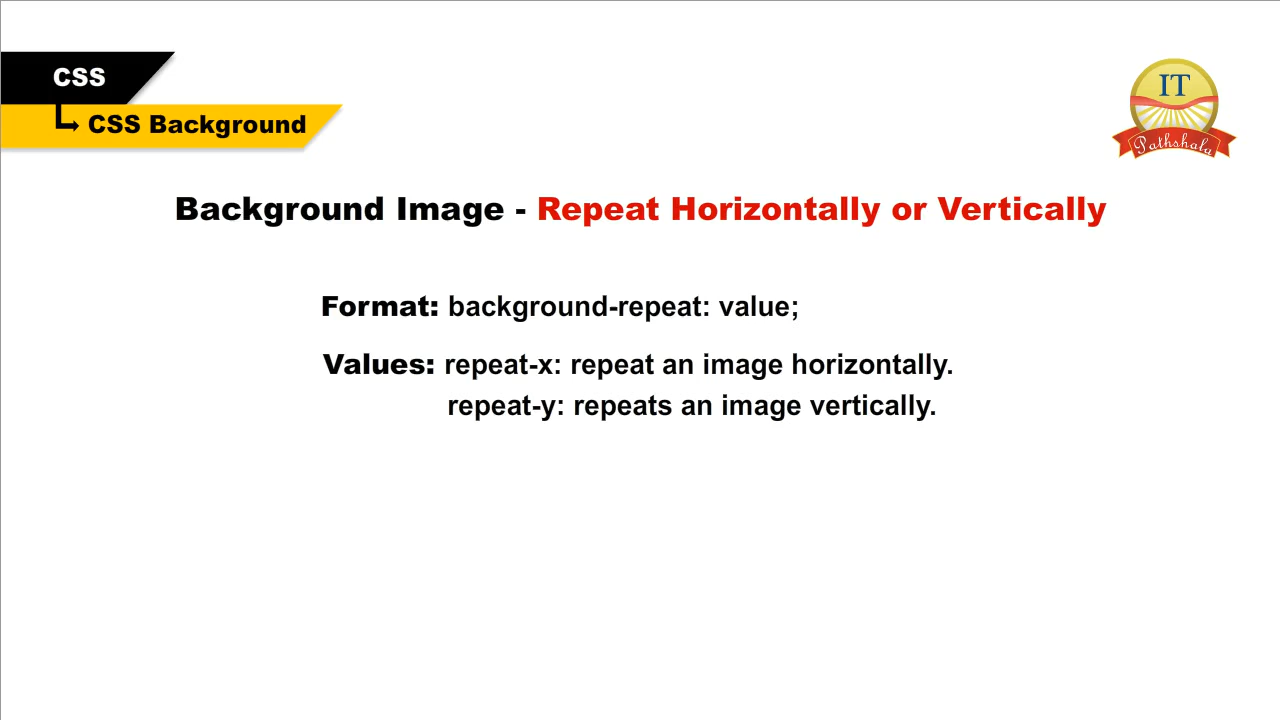 CSS
CSS Background
IT
Pathshala
Background Image - Repeat Horizontally or Vertically
Format: background-repeat: value;
Values: repeat-x: repeat an image horizontally.
repeat-y: repeats an image vertically.